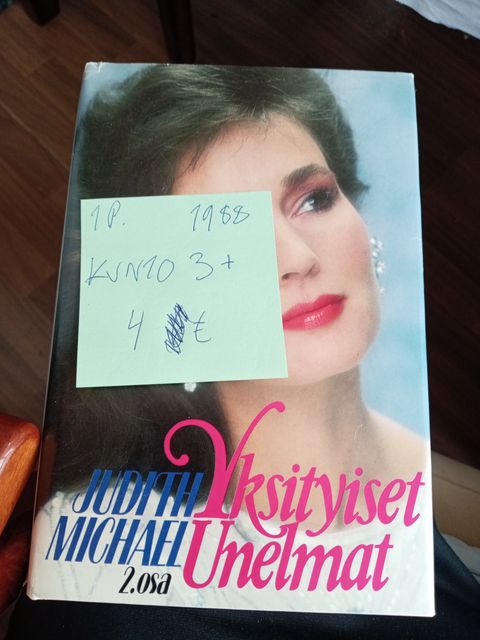 1P. 1988
KUNTO 3+
4 €
JUDITH
MICHAEL
2.osa
Yksityiset
Unelmat